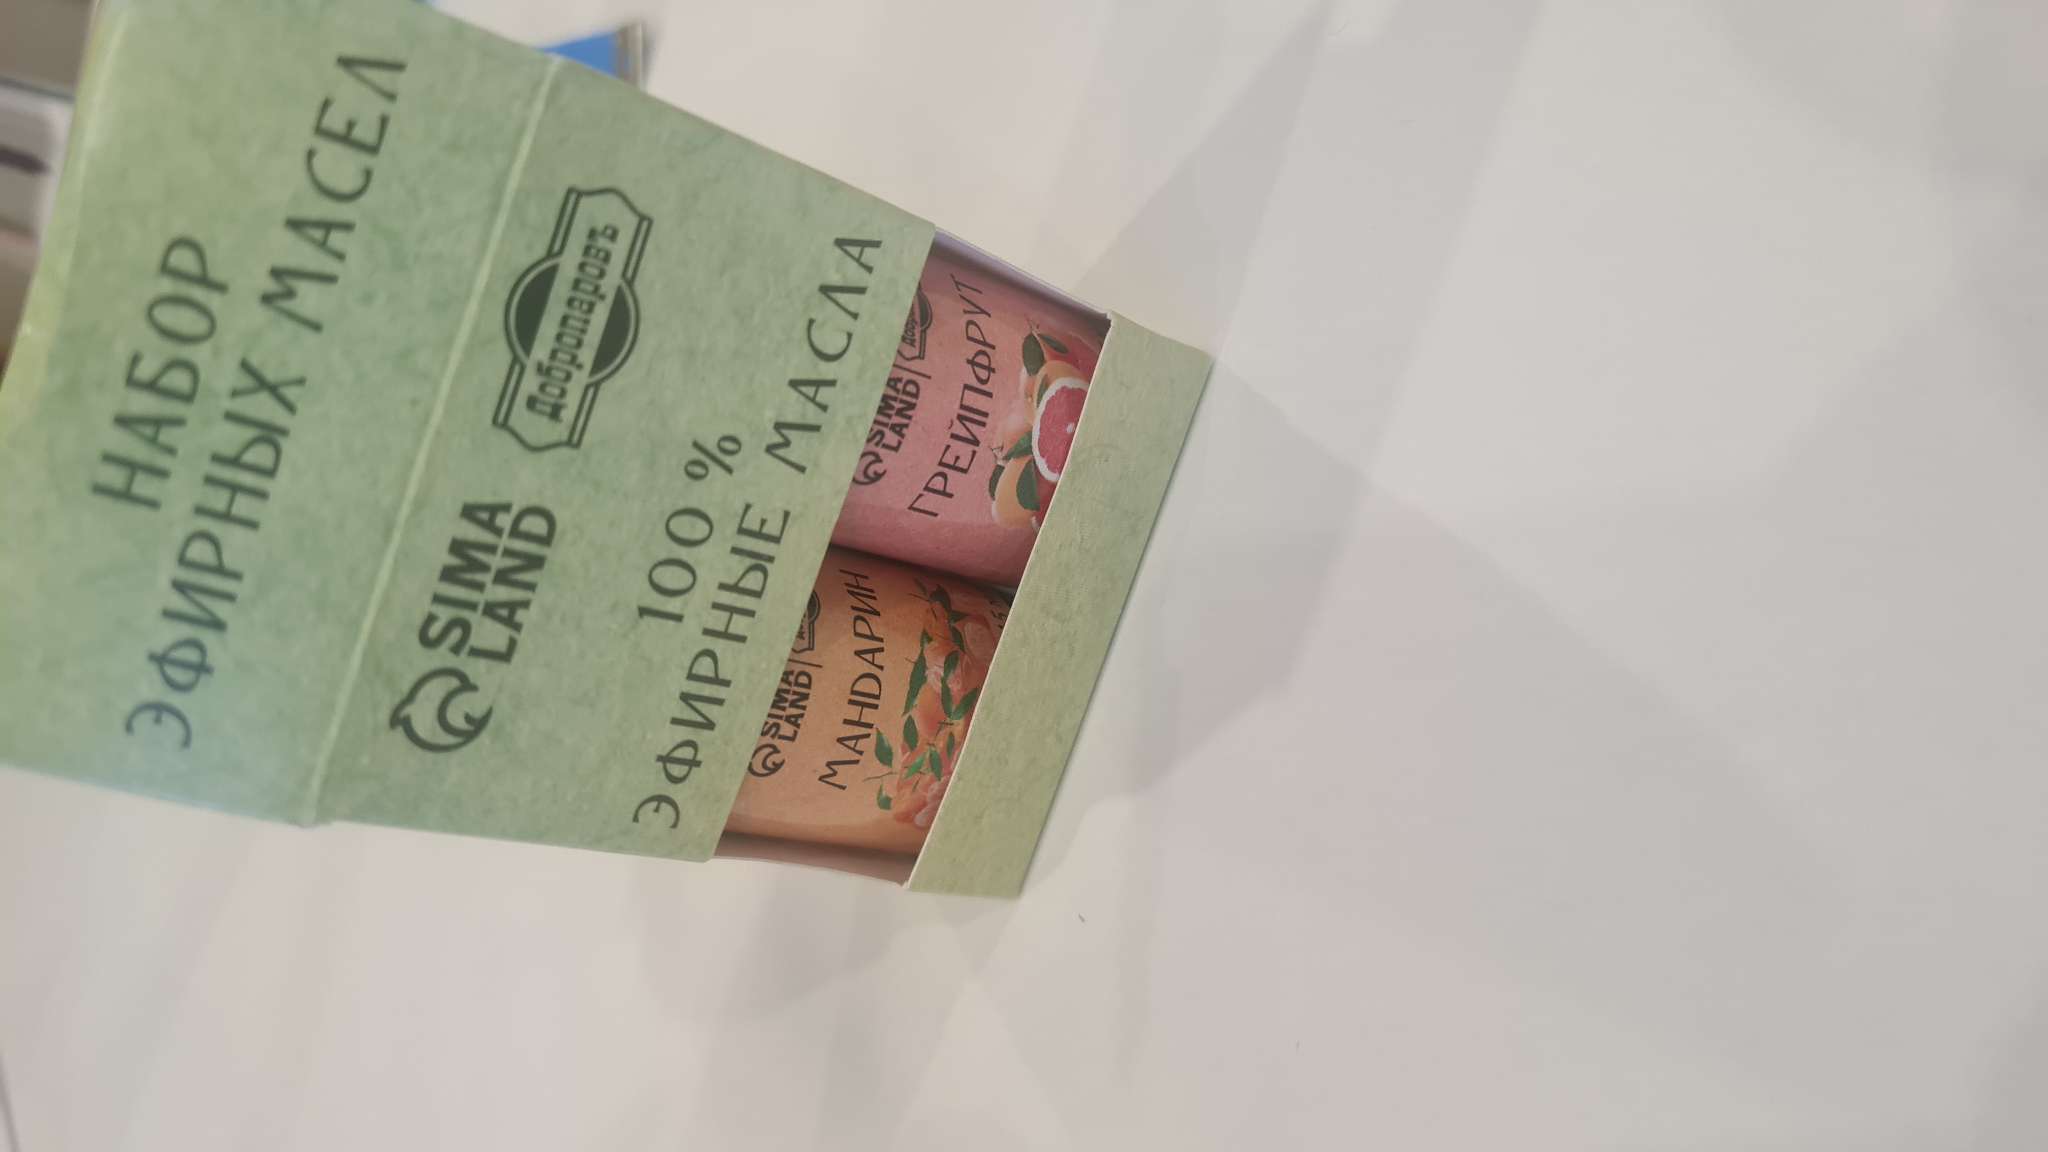 НАБОР
ЭФИРНЫХ МАСЕЛ
SIMA
LAND
Добропаровъ
100 %
ЭФИРНЫЕ МАСЛА
SIMA
LAND
МАНДАРИН
SIMA
LAND
ГРЕЙПФРУТ